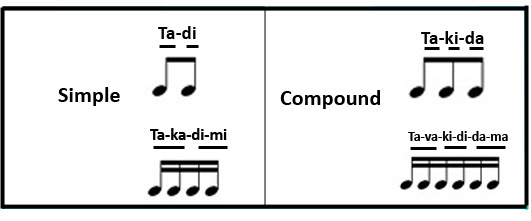 Ta-di
Simple
Ta-ka-di-mi
Ta-ki-da
Compound
Ta-va-ki-di-da-ma